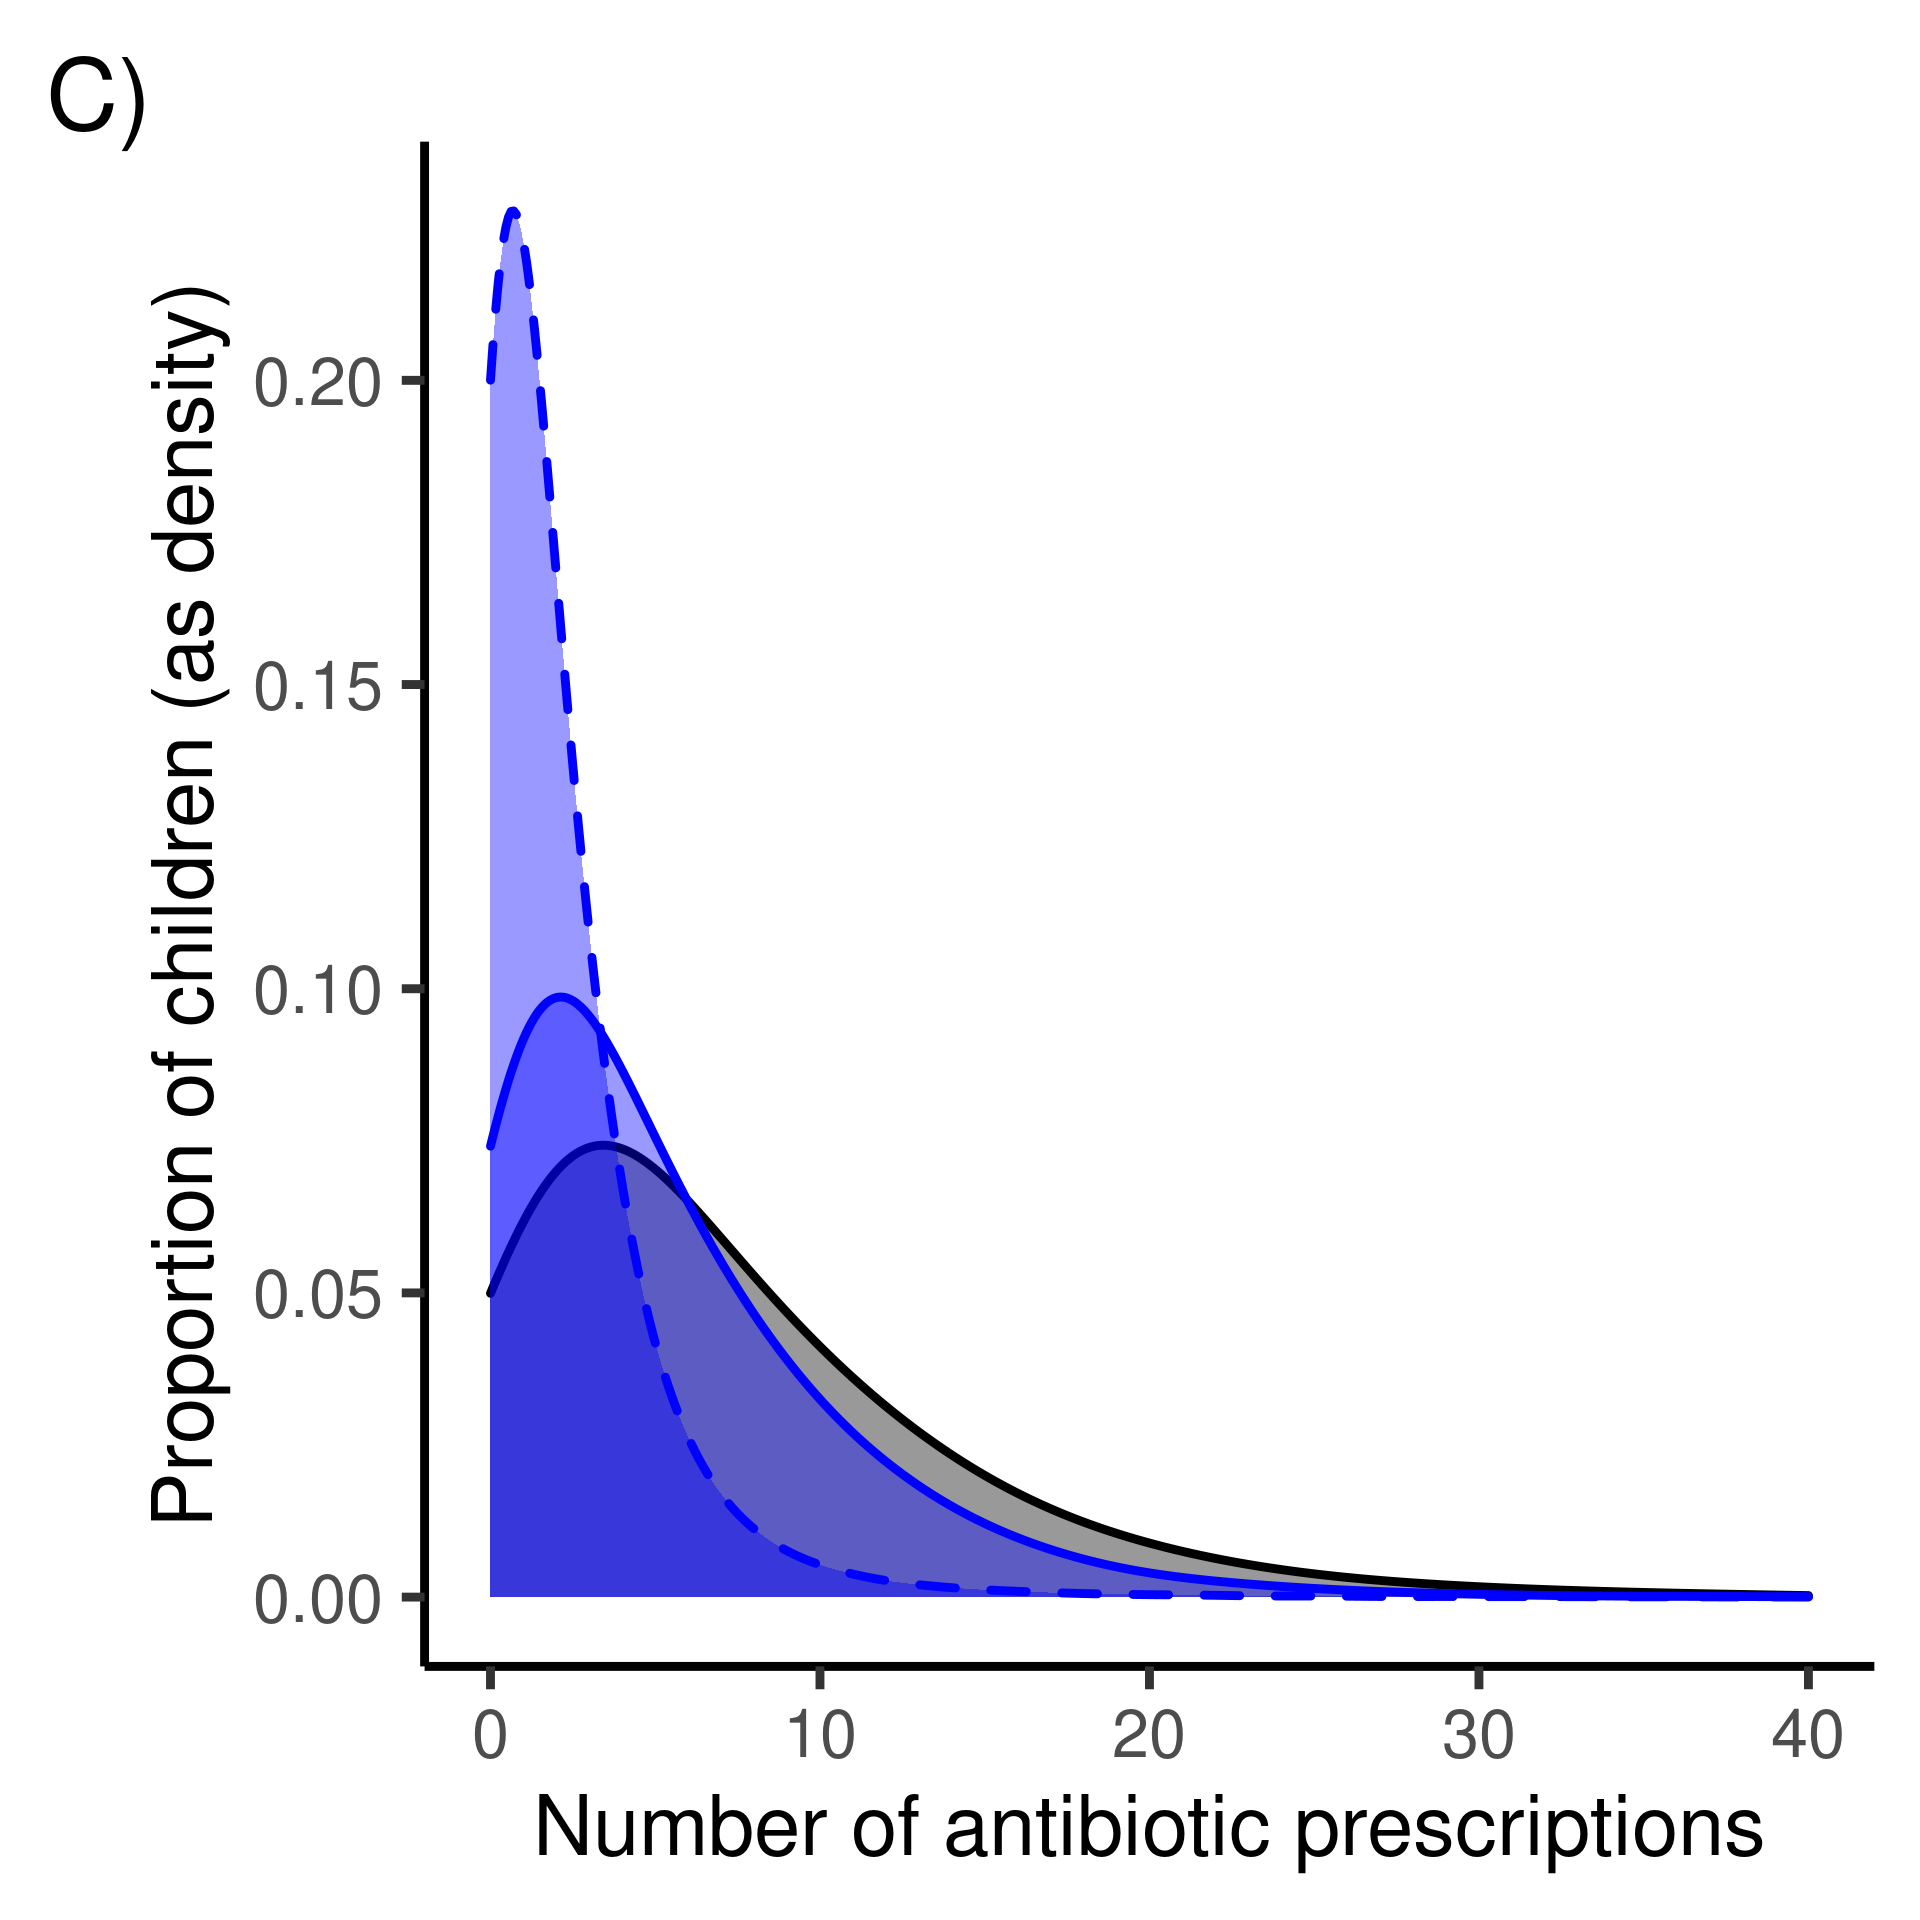 C)
Proportion of children (as density)
0.20
0.15
0.10
0.05
0.00
0 10 20 30 40
Number of antibiotic prescriptions